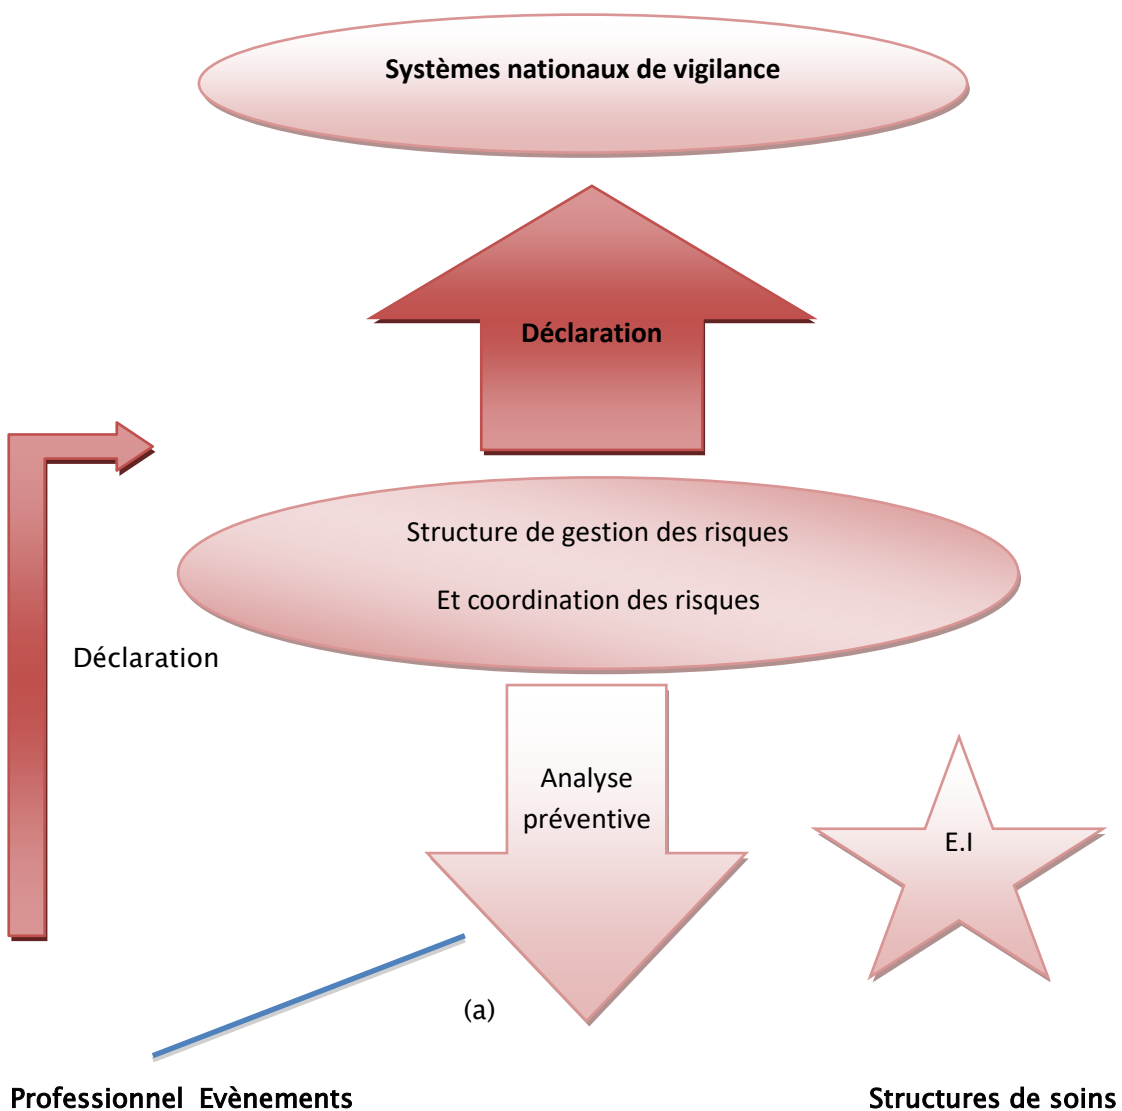 Systèmes nationaux de vigilance
Déclaration
Structure de gestion des risques
Et coordination des risques
Déclaration
Analyse
préventive
E.I
(a)
Professionnel Evènements
Structures de soins